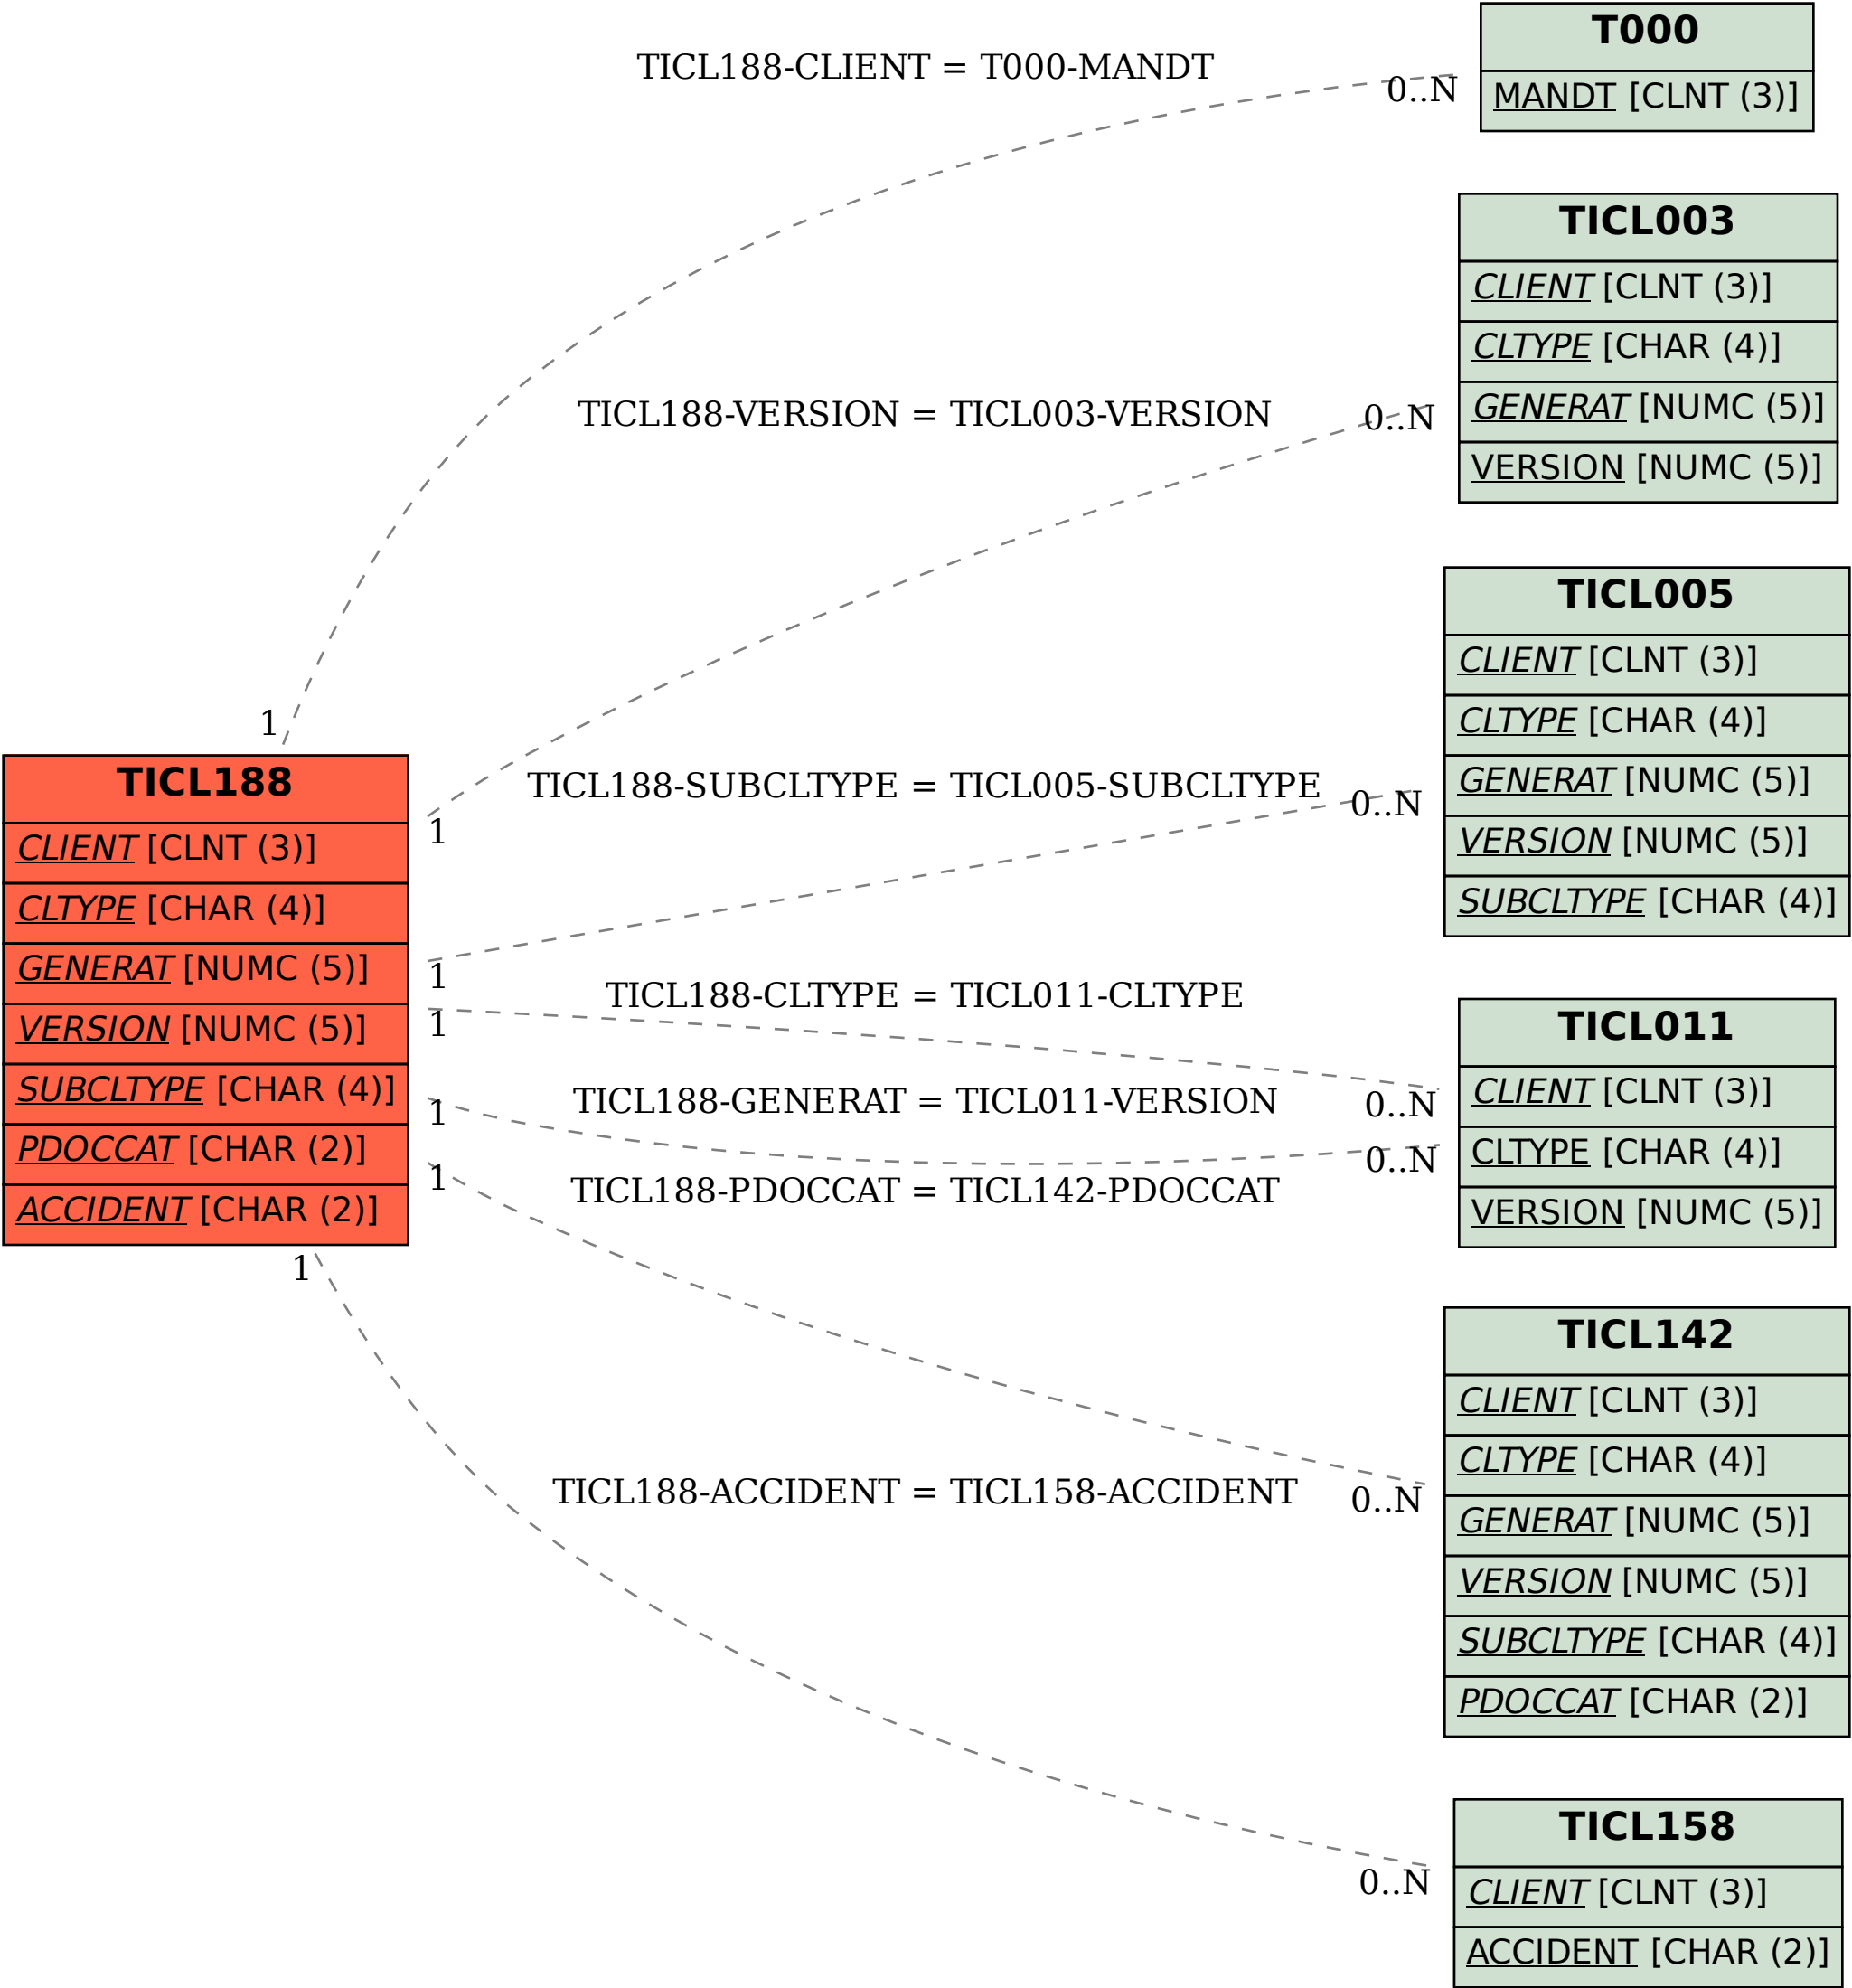 T000
MANDT [CLNT (3)]
TICL188-CLIENT = T000-MANDT
0..N
1
TICL003
CLIENT [CLNT (3)]
CLTYPE [CHAR (4)]
GENERAT [NUMC (5)]
VERSION [NUMC (5)]
TICL188-VERSION = TICL003-VERSION
0..N
1
TICL005
CLIENT [CLNT (3)]
CLTYPE [CHAR (4)]
GENERAT [NUMC (5)]
VERSION [NUMC (5)]
SUBCLTYPE [CHAR (4)]
TICL188-SUBCLTYPE = TICL005-SUBCLTYPE
0..N
1
TICL188
CLIENT [CLNT (3)]
CLTYPE [CHAR (4)]
GENERAT [NUMC (5)]
VERSION [NUMC (5)]
SUBCLTYPE [CHAR (4)]
PDOCCAT [CHAR (2)]
ACCIDENT [CHAR (2)]
TICL188-CLTYPE = TICL011-CLTYPE
1
0..N
TICL188-GENERAT = TICL011-VERSION
1
0..N
TICL011
CLIENT [CLNT (3)]
CLTYPE [CHAR (4)]
VERSION [NUMC (5)]
TICL188-PDOCCAT = TICL142-PDOCCAT
1
0..N
TICL142
CLIENT [CLNT (3)]
CLTYPE [CHAR (4)]
GENERAT [NUMC (5)]
VERSION [NUMC (5)]
SUBCLTYPE [CHAR (4)]
PDOCCAT [CHAR (2)]
TICL188-ACCIDENT = TICL158-ACCIDENT
1
0..N
TICL158
CLIENT [CLNT (3)]
ACCIDENT [CHAR (2)]